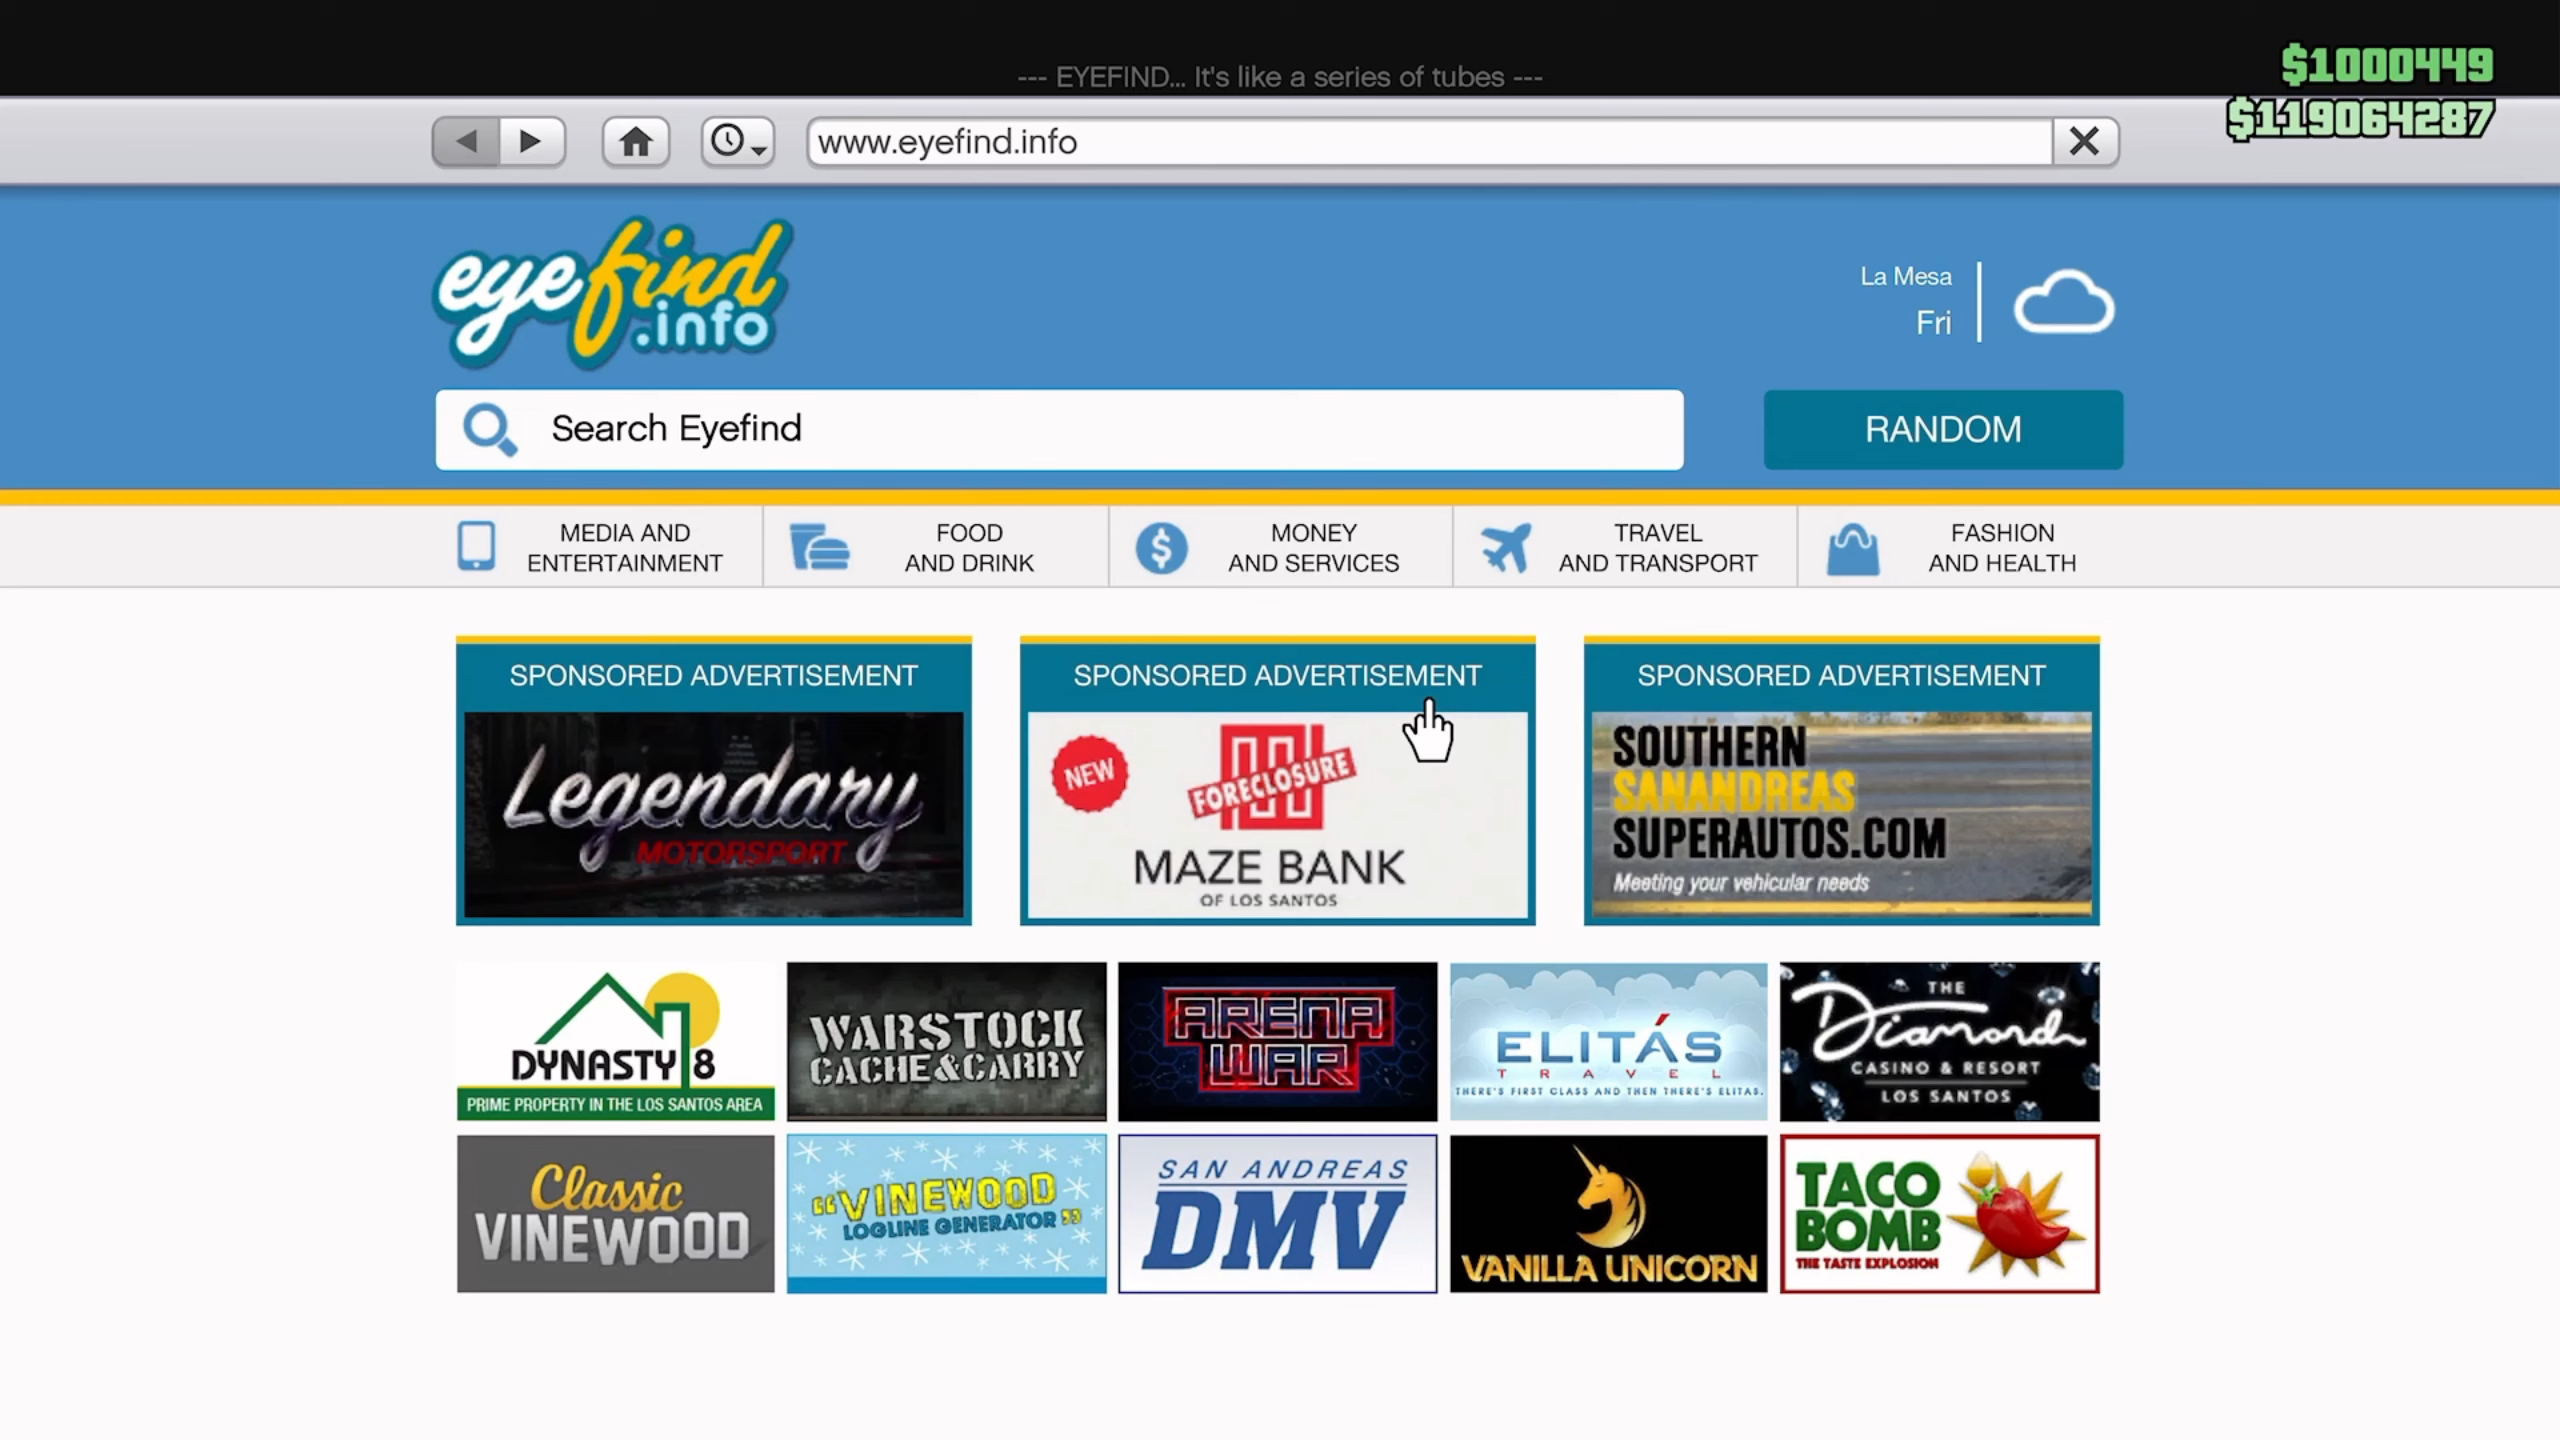 --- EYEFIND... It's like a series of tubes ---
$1000449
$119064287
www.eyefind.info
eyefind
.info
La Mesa
Fri
Search Eyefind
RANDOM
MEDIA AND
ENTERTAINMENT
FOOD
AND DRINK
MONEY
AND SERVICES
TRAVEL
AND TRANSPORT
FASHION
AND HEALTH
SPONSORED ADVERTISEMENT
Legendary
MOTORSPORT
SPONSORED ADVERTISEMENT
NEW
FORECLOSURE
MAZE BANK
OF LOS SANTOS
SPONSORED ADVERTISEMENT
SOUTHERN
SANANDREAS
SUPERAUTOS.COM
Meeting your vehicular needs
DYNASTY 8
PRIME PROPERTY IN THE LOS SANTOS AREA
WARSTOCK
CACHE&CARRY
ARENA
WAR
ELITÁS
TRAVEL
THERE'S FIRST CLASS AND THEN THERE'S ELITAS.
THE
Diamond
CASINO & RESORT
LOS SANTOS
Classic
VINEWOOD
"VINEWOOD
LOGLINE GENERATOR"
SAN ANDREAS
DMV
VANILLA UNICORN
TACO
BOMB
THE TASTE EXPLOSION